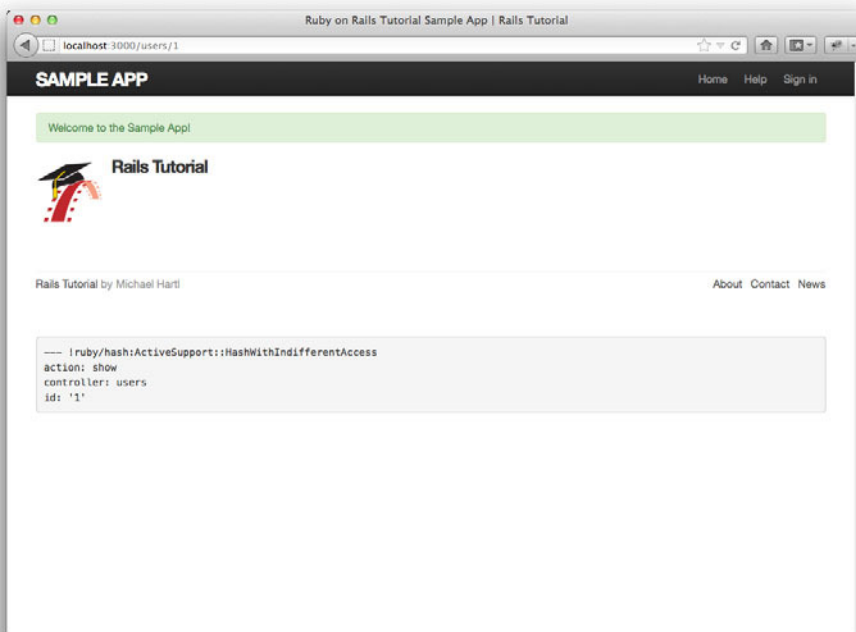 Ruby on Rails Tutorial Sample App | Rails Tutorial
localhost:3000/users/1
SAMPLE APP
Home Help Sign in
Welcome to the Sample App!
Rails Tutorial
Rails Tutorial by Michael Hartl
About Contact News
--- !ruby/hash:ActiveSupport::HashWithIndifferentAccess
action: show
controller: users
id: '1'